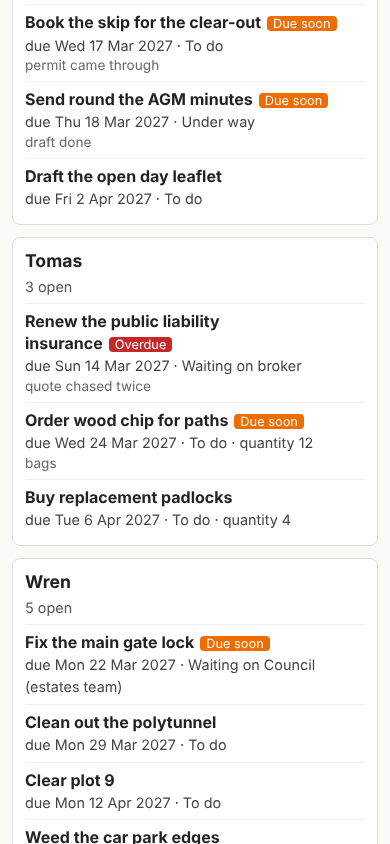 Book the skip for the clear-out Due soon
due Wed 17 Mar 2027 · To do
permit came through
Send round the AGM minutes Due soon
due Thu 18 Mar 2027 · Under way
draft done
Draft the open day leaflet
due Fri 2 Apr 2027 · To do
Tomas
3 open
Renew the public liability
insurance Overdue
due Sun 14 Mar 2027 · Waiting on broker
quote chased twice
Order wood chip for paths Due soon
due Wed 24 Mar 2027 · To do · quantity 12
bags
Buy replacement padlocks
due Tue 6 Apr 2027 · To do · quantity 4
Wren
5 open
Fix the main gate lock Due soon
due Mon 22 Mar 2027 · Waiting on Council
(estates team)
Clean out the polytunnel
due Mon 29 Mar 2027 · To do
Clear plot 9
due Mon 12 Apr 2027 · To do
Weed the car park edges